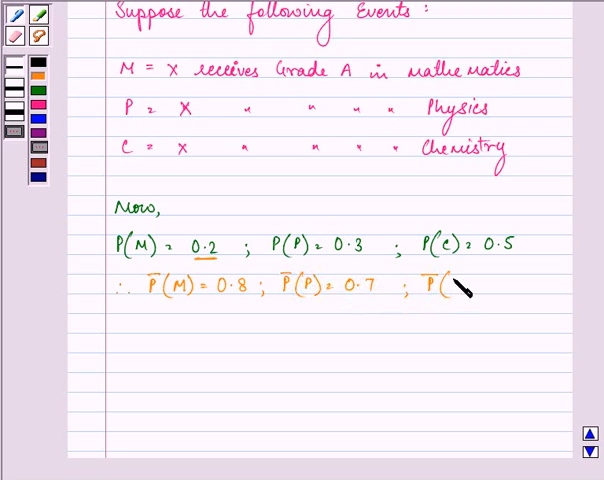 Suppose the following Events :
M = X receives Grade A in mathematics
P = X " " " " Physics
C = X " " " " Chemistry
Now,
P(M) = 0.2 ; P(P) = 0.3 ; P(C) = 0.5
∴ P̅(M) = 0.8 ; P̅(P) = 0.7 ; P̅(